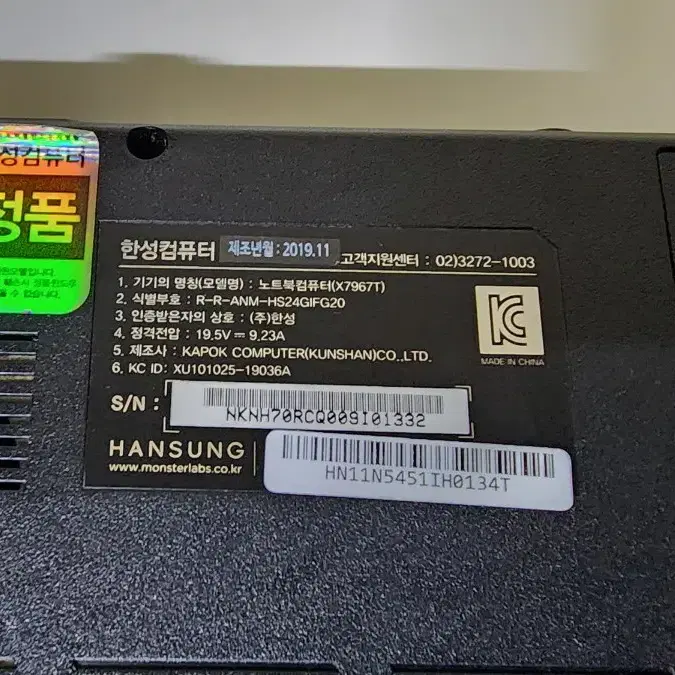 성컴퓨터
정품
한성컴퓨터 제조년월 : 2019.11 고객지원센터 : 02)3272-1003
1. 기기의 명칭(모델명) : 노트북컴퓨터(X7967T)
2. 식별부호 : R-R-ANM-HS24GIFG20
3. 인증받은자의 상호 : (주)한성
4. 정격전압 : 19.5V⎓9.23A
5. 제조사 : KAPOK COMPUTER(KUNSHAN)CO.,LTD.
6. KC ID: XU101025-19036A
MADE IN CHINA
S/N :
NKNH70RCQ009I01332
HANSUNG
www.monsterlabs.co.kr
HN11N5451IH0134T